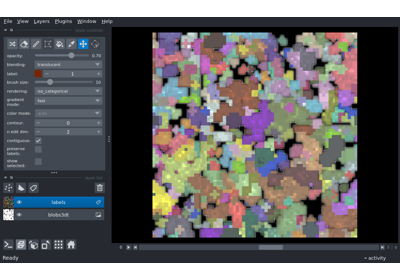 File View Layers Plugins Window Help
opacity: 0.70
blending: translucent
label: 1
brush size: 10
rendering: iso_categorical
gradient
mode: fast
color mode:
contour: 0
n edit dim: 2
contiguous:
preserve
labels:
show
selected:
labels
blobs3dt
0
Ready
activity